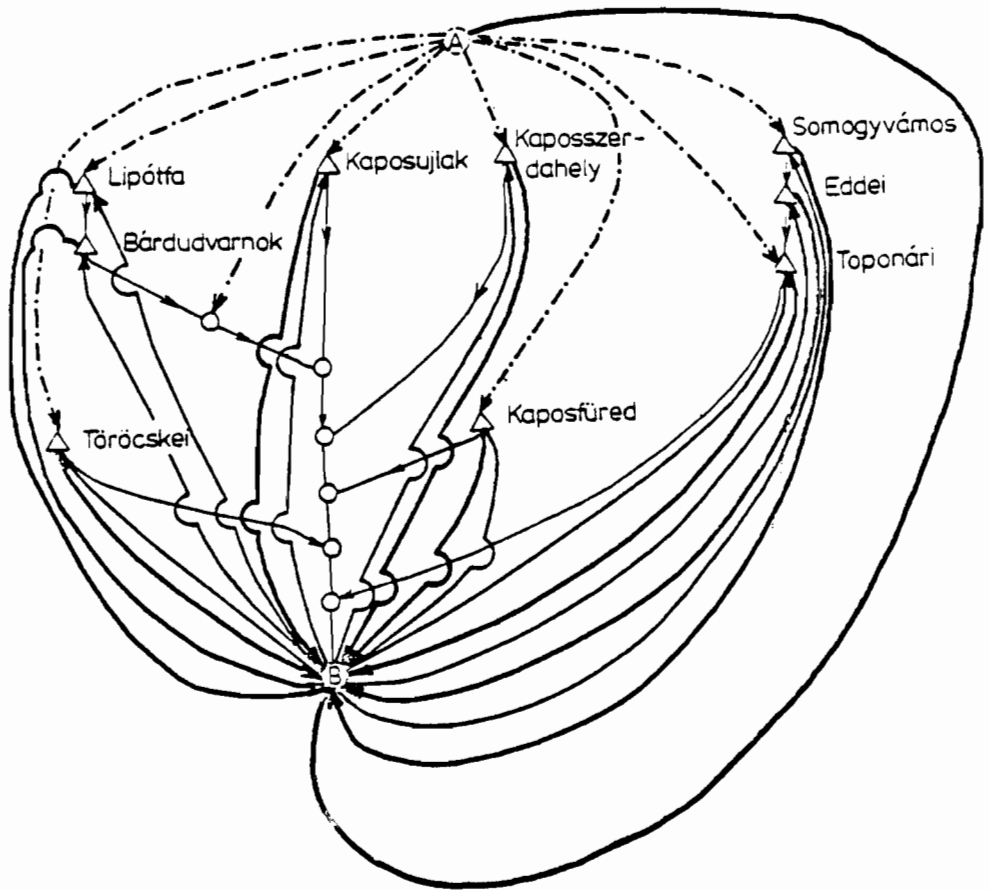 A
Somogyvámos
Kaposszer-
dahely
Kaposujlak
Lipótfa
Eddei
Bárdudvarnok
Toponári
Kaposfüred
Töröcskei
B